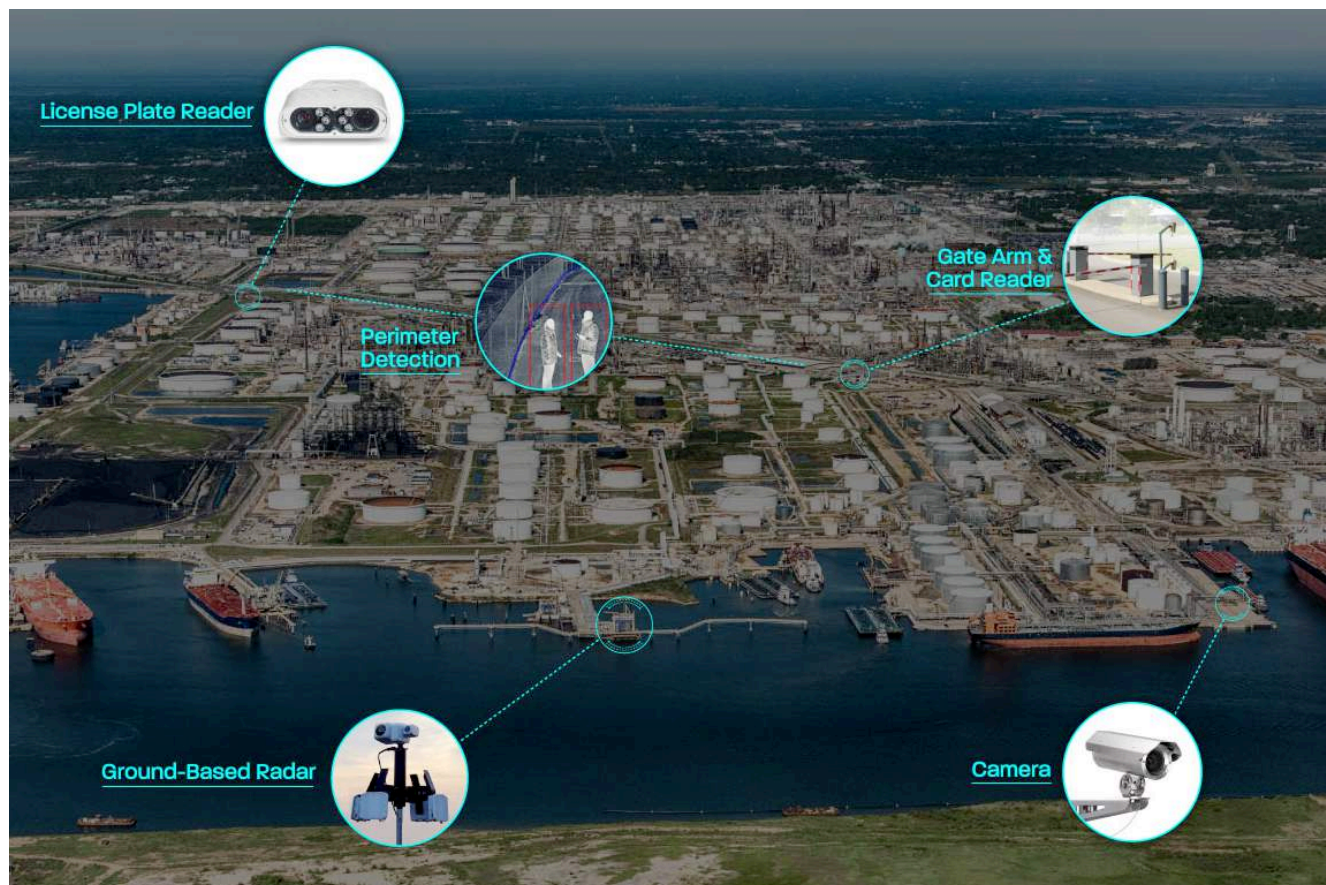 License Plate Reader
Gate Arm &
Card Reader
Perimeter
Detection
Ground-Based Radar
Camera